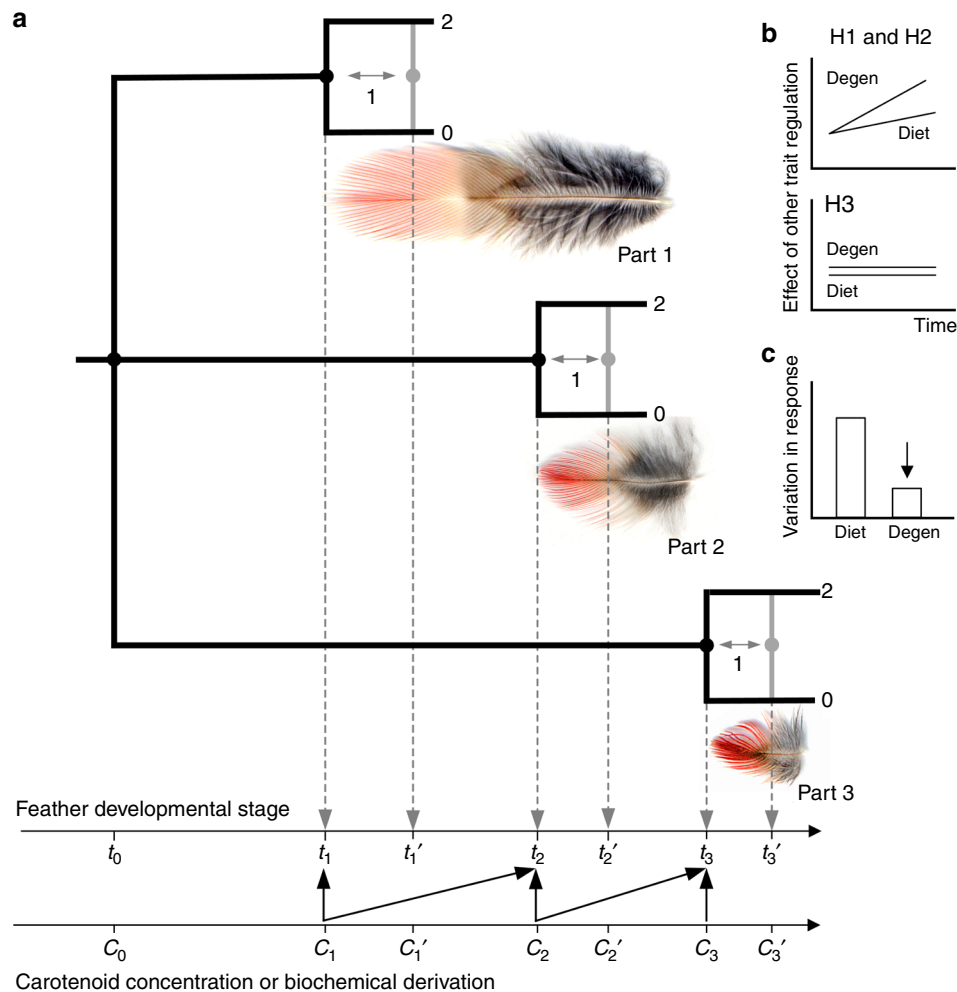 a
2
1
0
Part 1
2
1
0
Part 2
2
1
0
Part 3
Feather developmental stage
t₀ t₁ t₁′ t₂ t₂′ t₃ t₃′
C₀ C₁ C₁′ C₂ C₂′ C₃ C₃′
Carotenoid concentration or biochemical derivation
b
H1 and H2
Degen
Diet
Effect of other trait regulation
H3
Degen
Diet
Time
c
Variation in response
Diet Degen